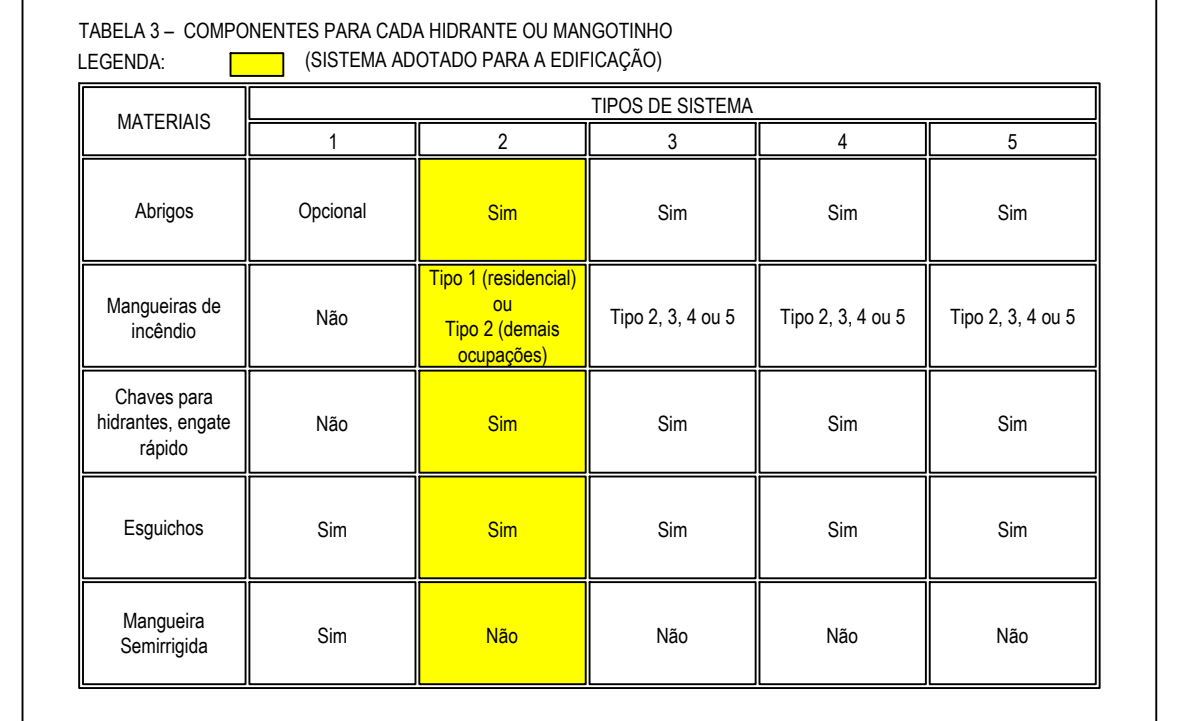 TABELA 3 – COMPONENTES PARA CADA HIDRANTE OU MANGOTINHO
LEGENDA: (SISTEMA ADOTADO PARA A EDIFICAÇÃO)
MATERIAIS
TIPOS DE SISTEMA
1 2 3 4 5
Abrigos Opcional Sim Sim Sim Sim
Mangueiras de
incêndio
Não
Tipo 1 (residencial)
ou
Tipo 2 (demais
ocupações)
Tipo 2, 3, 4 ou 5 Tipo 2, 3, 4 ou 5 Tipo 2, 3, 4 ou 5
Chaves para
hidrantes, engate
rápido
Não Sim Sim Sim Sim
Esguichos Sim Sim Sim Sim Sim
Mangueira
Semirrigida
Sim Não Não Não Não